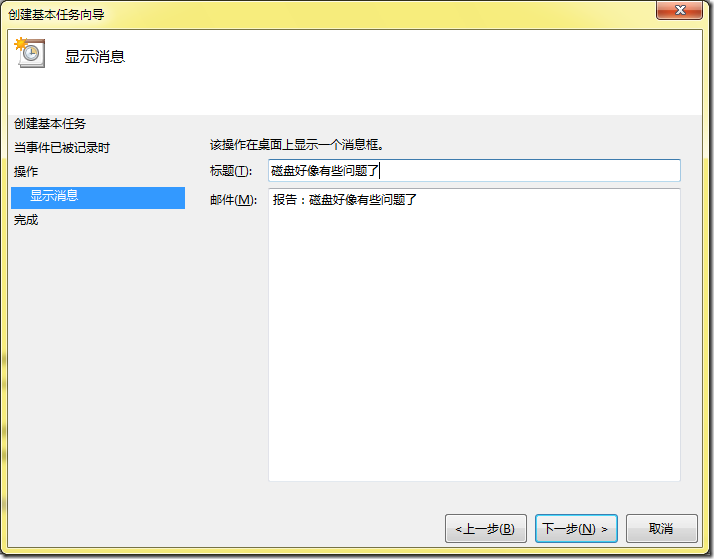 创建基本任务向导
显示消息
创建基本任务
当事件已被记录时
操作
显示消息
完成
该操作在桌面上显示一个消息框。
标题(T): 磁盘好像有些问题了
邮件(M): 报告：磁盘好像有些问题了
<上一步(B) 下一步(N) > 取消